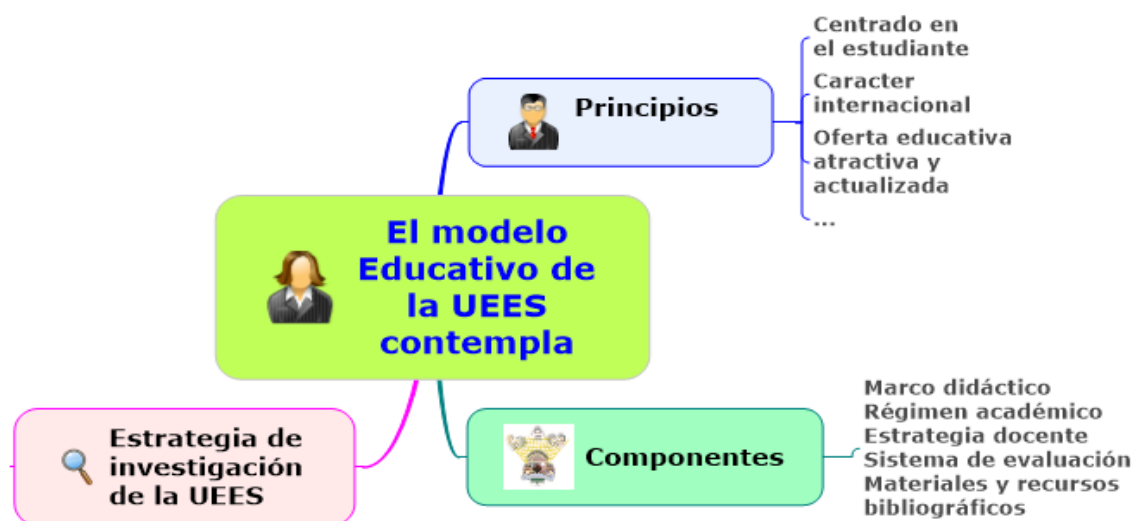 Centrado en
el estudiante
Caracter
internacional
Oferta educativa
atractiva y
actualizada
...
Principios
El modelo
Educativo de
la UEES
contempla
Estrategia de
investigación
de la UEES
Componentes
Marco didáctico
Régimen académico
Estrategia docente
Sistema de evaluación
Materiales y recursos
bibliográficos